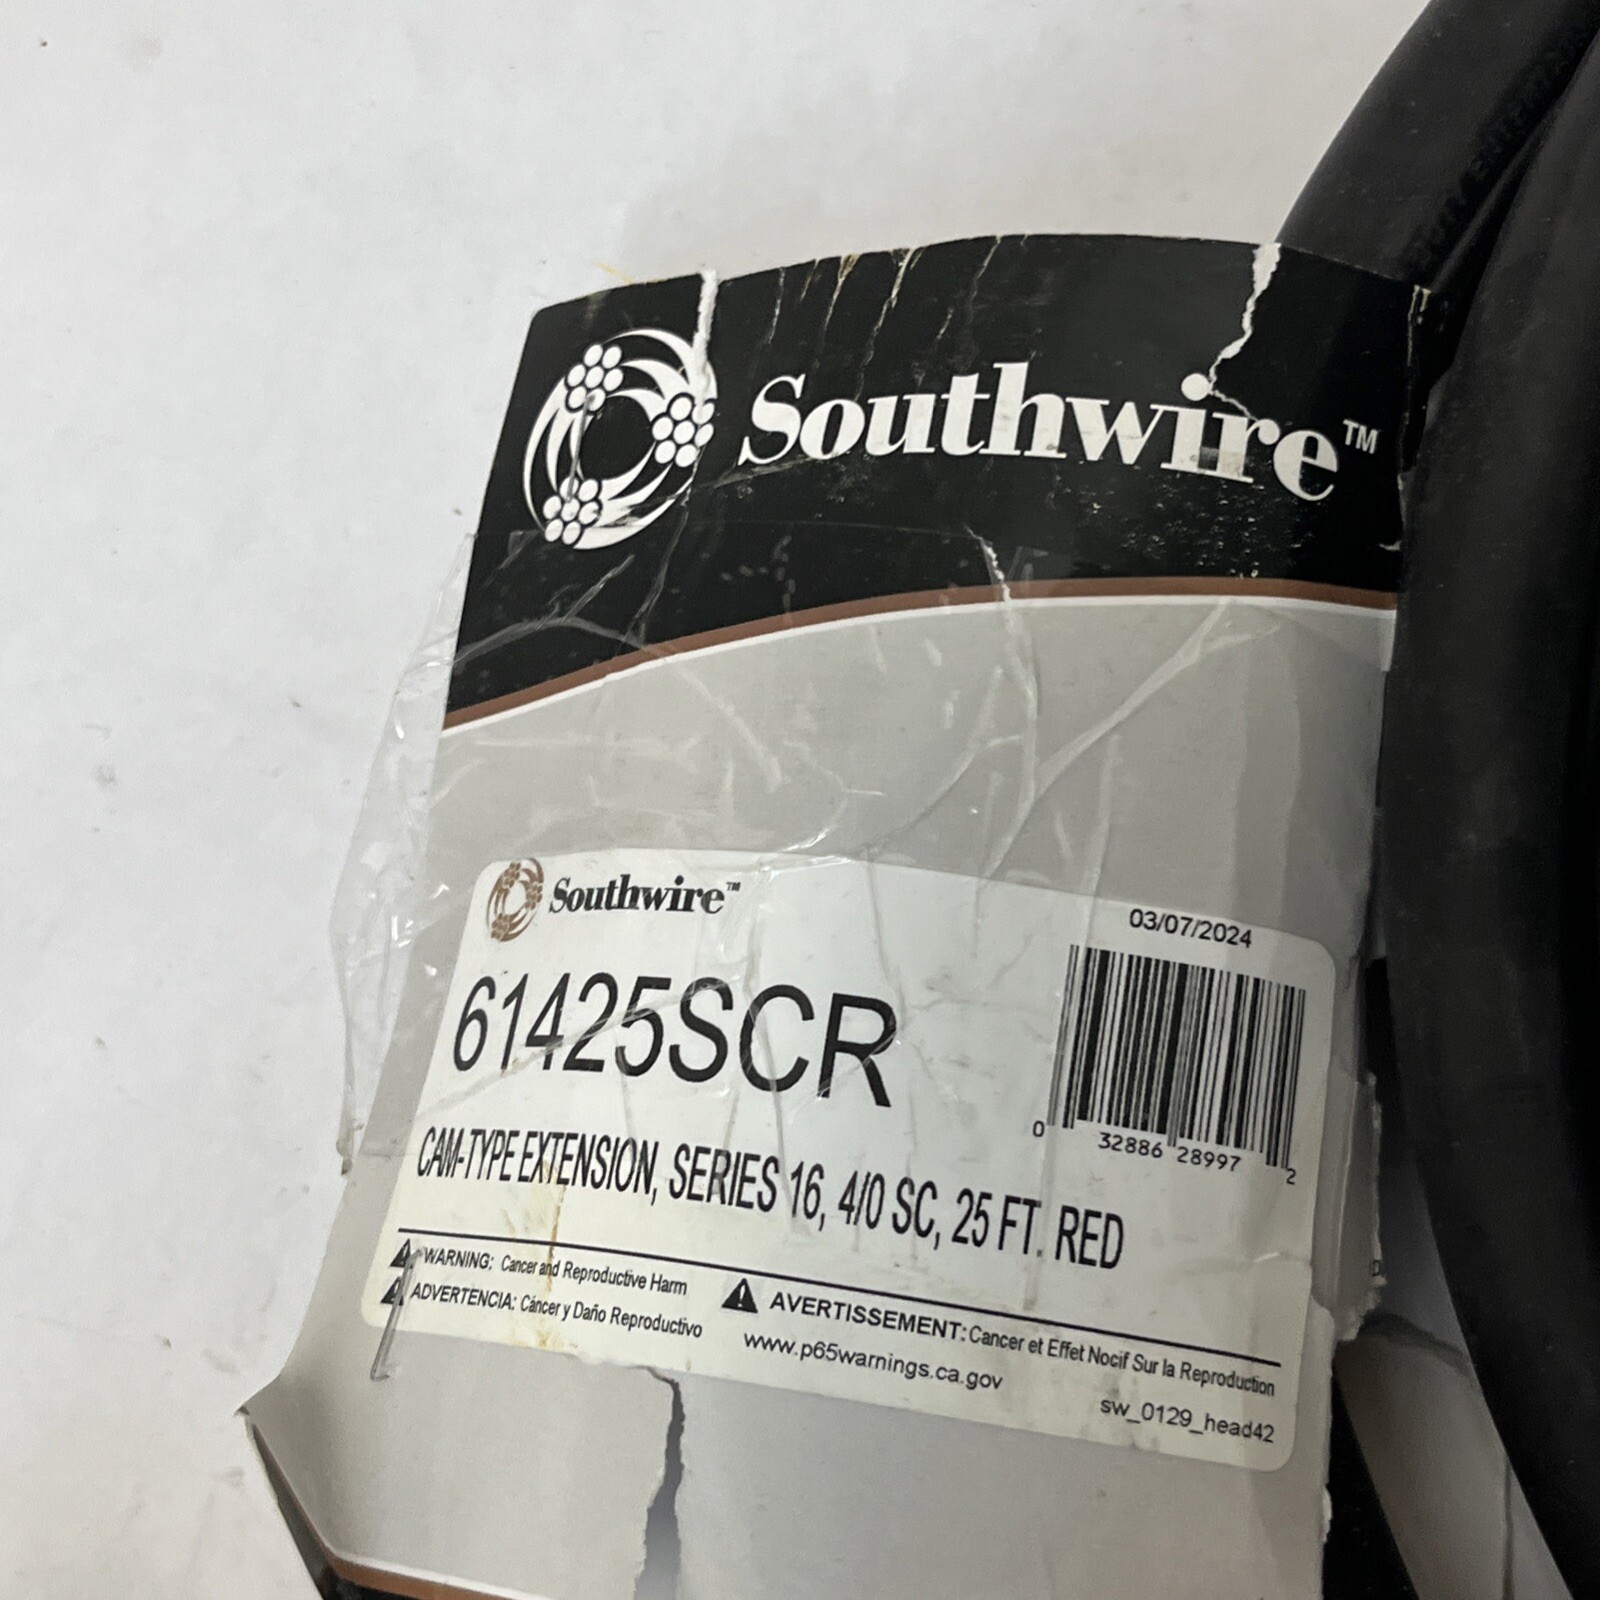 Southwire™
Southwire™
03/07/2024
61425SCR
0 32886 28997 2
CAM-TYPE EXTENSION, SERIES 16, 4/0 SC, 25 FT. RED
WARNING: Cancer and Reproductive Harm
ADVERTENCIA: Cáncer y Daño Reproductivo
AVERTISSEMENT: Cancer et Effet Nocif Sur la Reproduction
www.p65warnings.ca.gov
sw_0129_head42